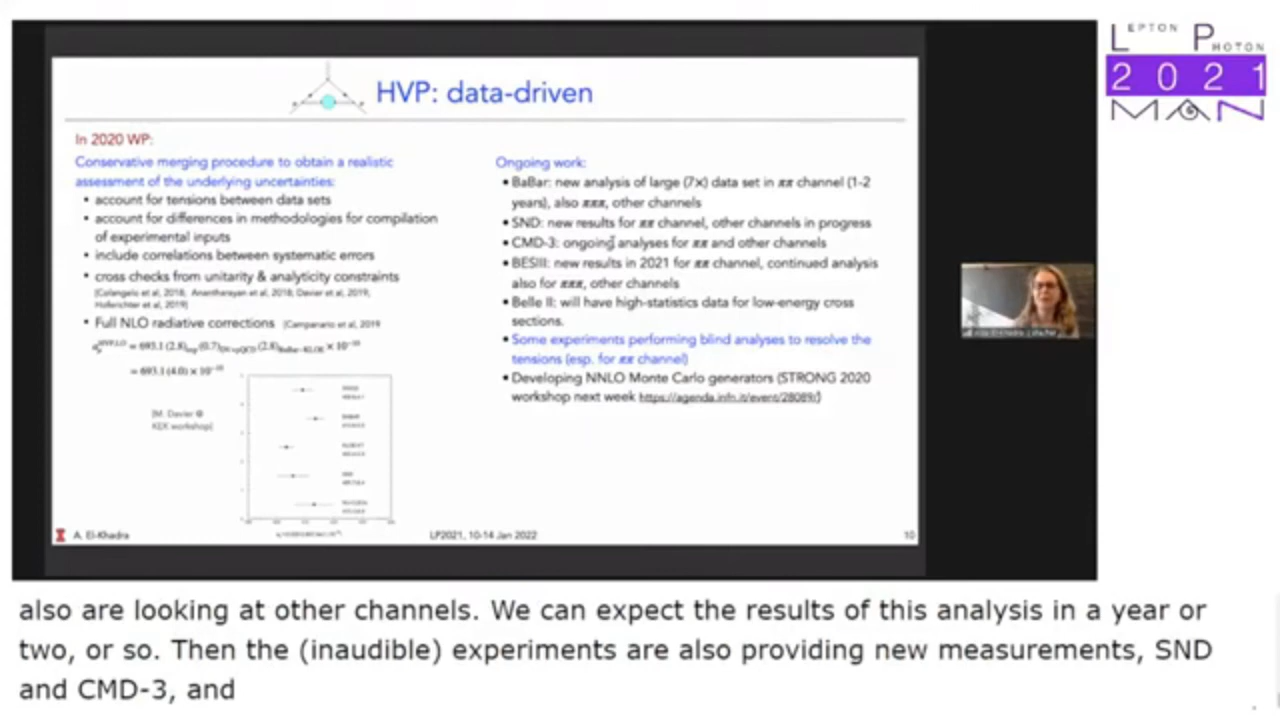 LEPTON PHOTON
2021
MAN
HVP: data-driven
In 2020 WP:
Conservative merging procedure to obtain a realistic
assessment of the underlying uncertainties:
• account for tensions between data sets
• account for differences in methodologies for compilation
of experimental inputs
• include correlations between systematic errors
• cross checks from unitarity & analyticity constraints
[Colangelo et al, 2018, Ananthanarayan et al, 2018; Davier et al, 2019;
Hoferichter et al, 2019]
• Full NLO radiative corrections [Campanario et al, 2019
= 693.1 (4.0) × 10⁻¹⁰
[M. Davier @
KEK workshop]
Ongoing work:
• BaBar: new analysis of large (7x) data set in ππ channel (1-2
years), also πππ, other channels
• SND: new results for ππ channel, other channels in progress
• CMD-3: ongoing analyses for ππ and other channels
• BESIII: new results in 2021 for ππ channel, continued analysis
also for πππ, other channels
• Belle II: will have high-statistics data for low-energy cross
sections.
• Some experiments performing blind analyses to resolve the
tensions (esp. for ππ channel)
• Developing NNLO Monte Carlo generators (STRONG 2020
workshop next week https://agenda.infn.it/event/28089/)
A. El-Khadra
LP2021, 10-14 Jan 2022
10
also are looking at other channels. We can expect the results of this analysis in a year or
two, or so. Then the (inaudible) experiments are also providing new measurements, SND
and CMD-3, and